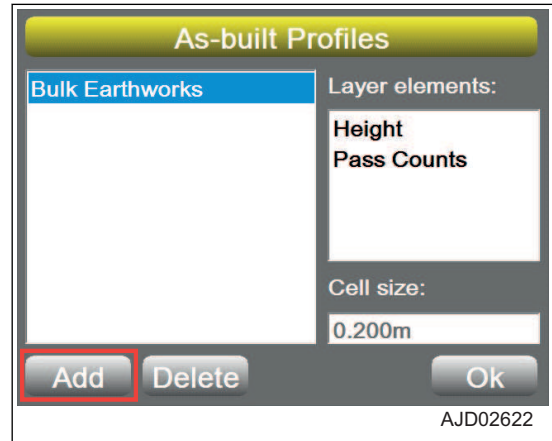 As-built Profiles
Bulk Earthworks
Layer elements:
Height
Pass Counts
Cell size:
0.200m
Add
Delete
Ok
AJD02622